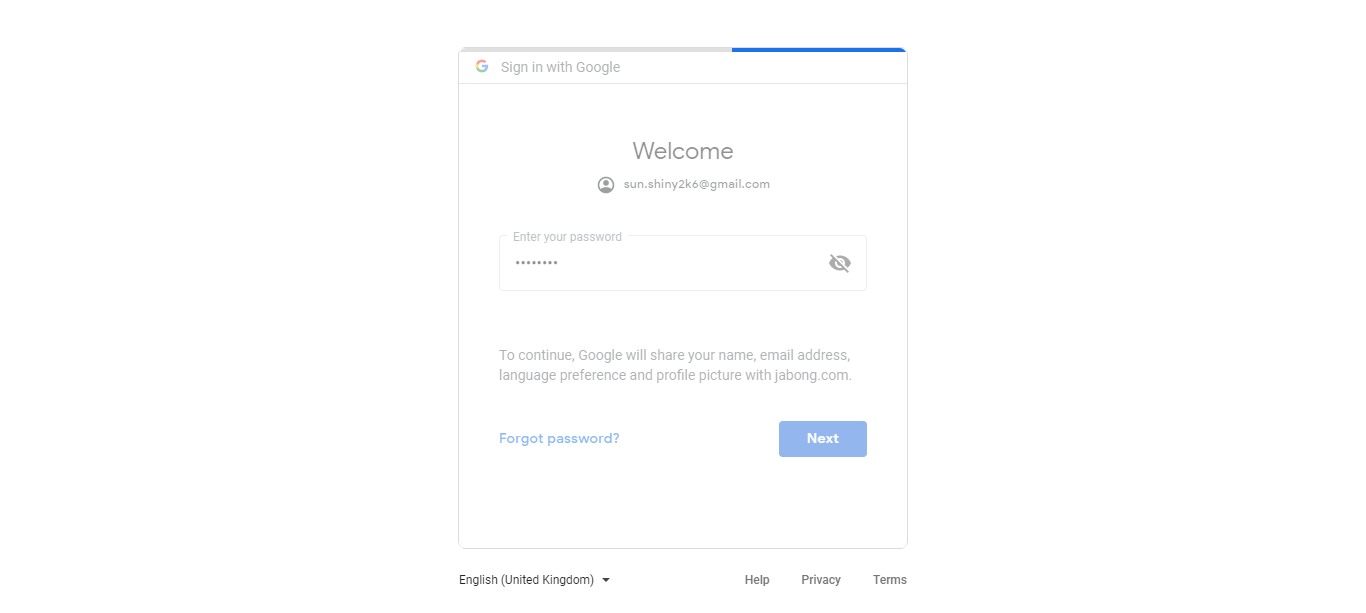 Sign in with Google
Welcome
sun.shiny2k6@gmail.com
Enter your password
••••••••
To continue, Google will share your name, email address,
language preference and profile picture with jabong.com.
Forgot password?
Next
English (United Kingdom)
Help
Privacy
Terms